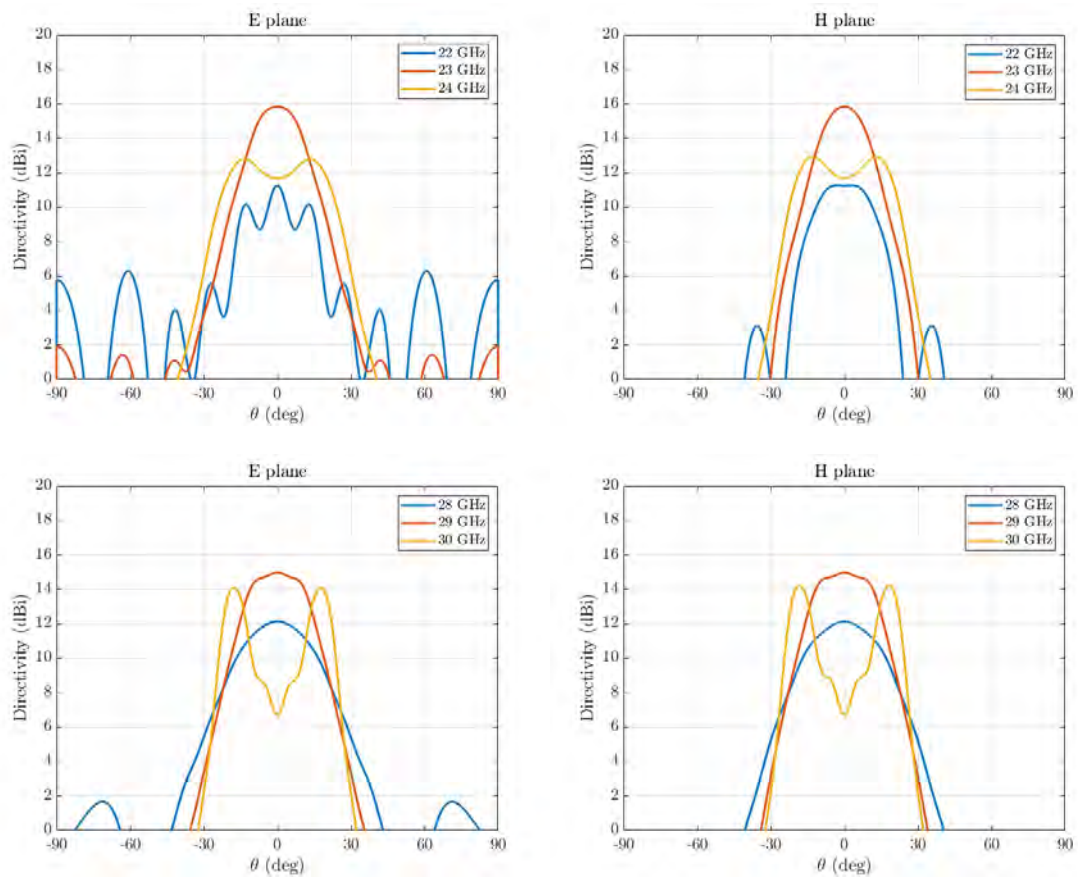 E plane
20
18
16
14
12
10
8
6
4
2
0
Directivity (dBi)
-90 -60 -30 0 30 60 90
θ (deg)
22 GHz
23 GHz
24 GHz
H plane
20
18
16
14
12
10
8
6
4
2
0
Directivity (dBi)
-90 -60 -30 0 30 60 90
θ (deg)
22 GHz
23 GHz
24 GHz
E plane
20
18
16
14
12
10
8
6
4
2
0
Directivity (dBi)
-90 -60 -30 0 30 60 90
θ (deg)
28 GHz
29 GHz
30 GHz
H plane
20
18
16
14
12
10
8
6
4
2
0
Directivity (dBi)
-90 -60 -30 0 30 60 90
θ (deg)
28 GHz
29 GHz
30 GHz